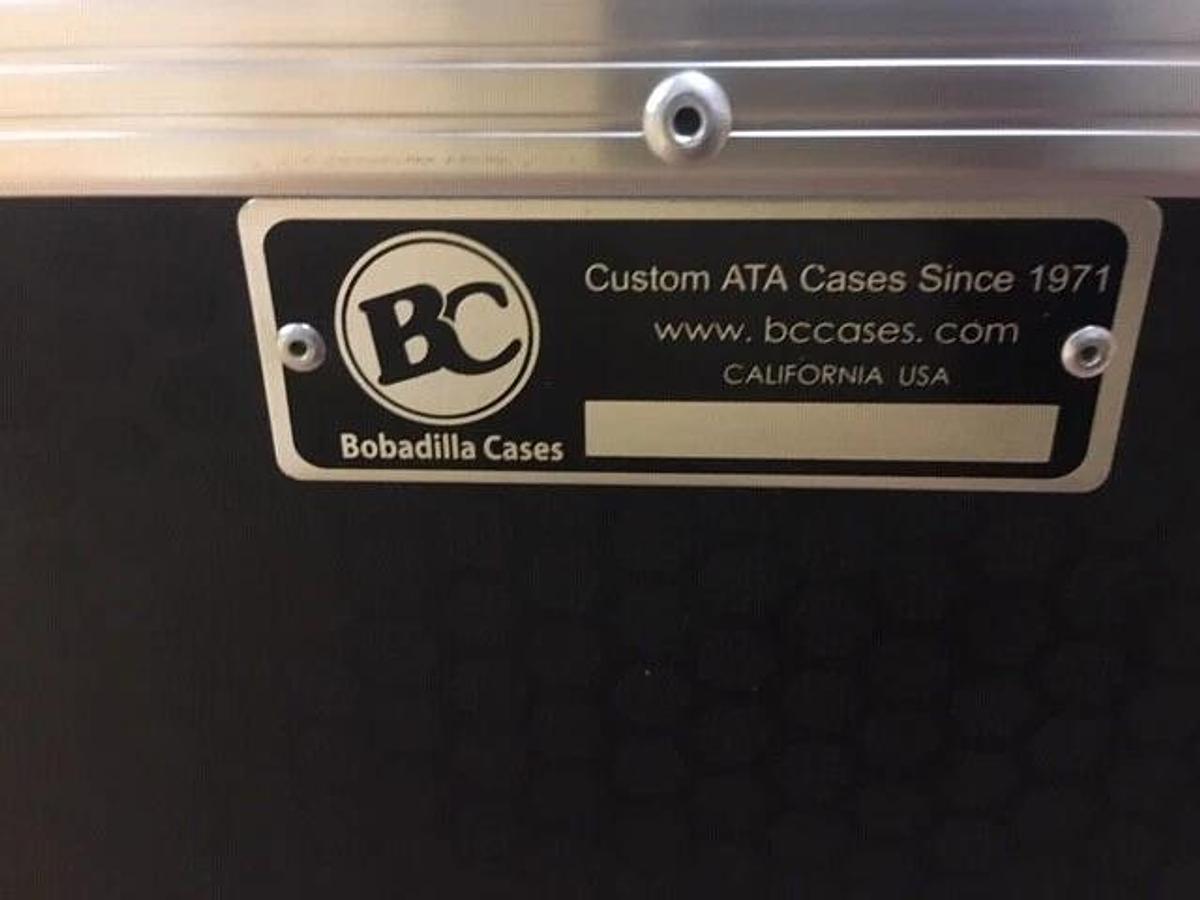 BC
Bobadilla Cases
Custom ATA Cases Since 1971
www. bccases. com
CALIFORNIA USA